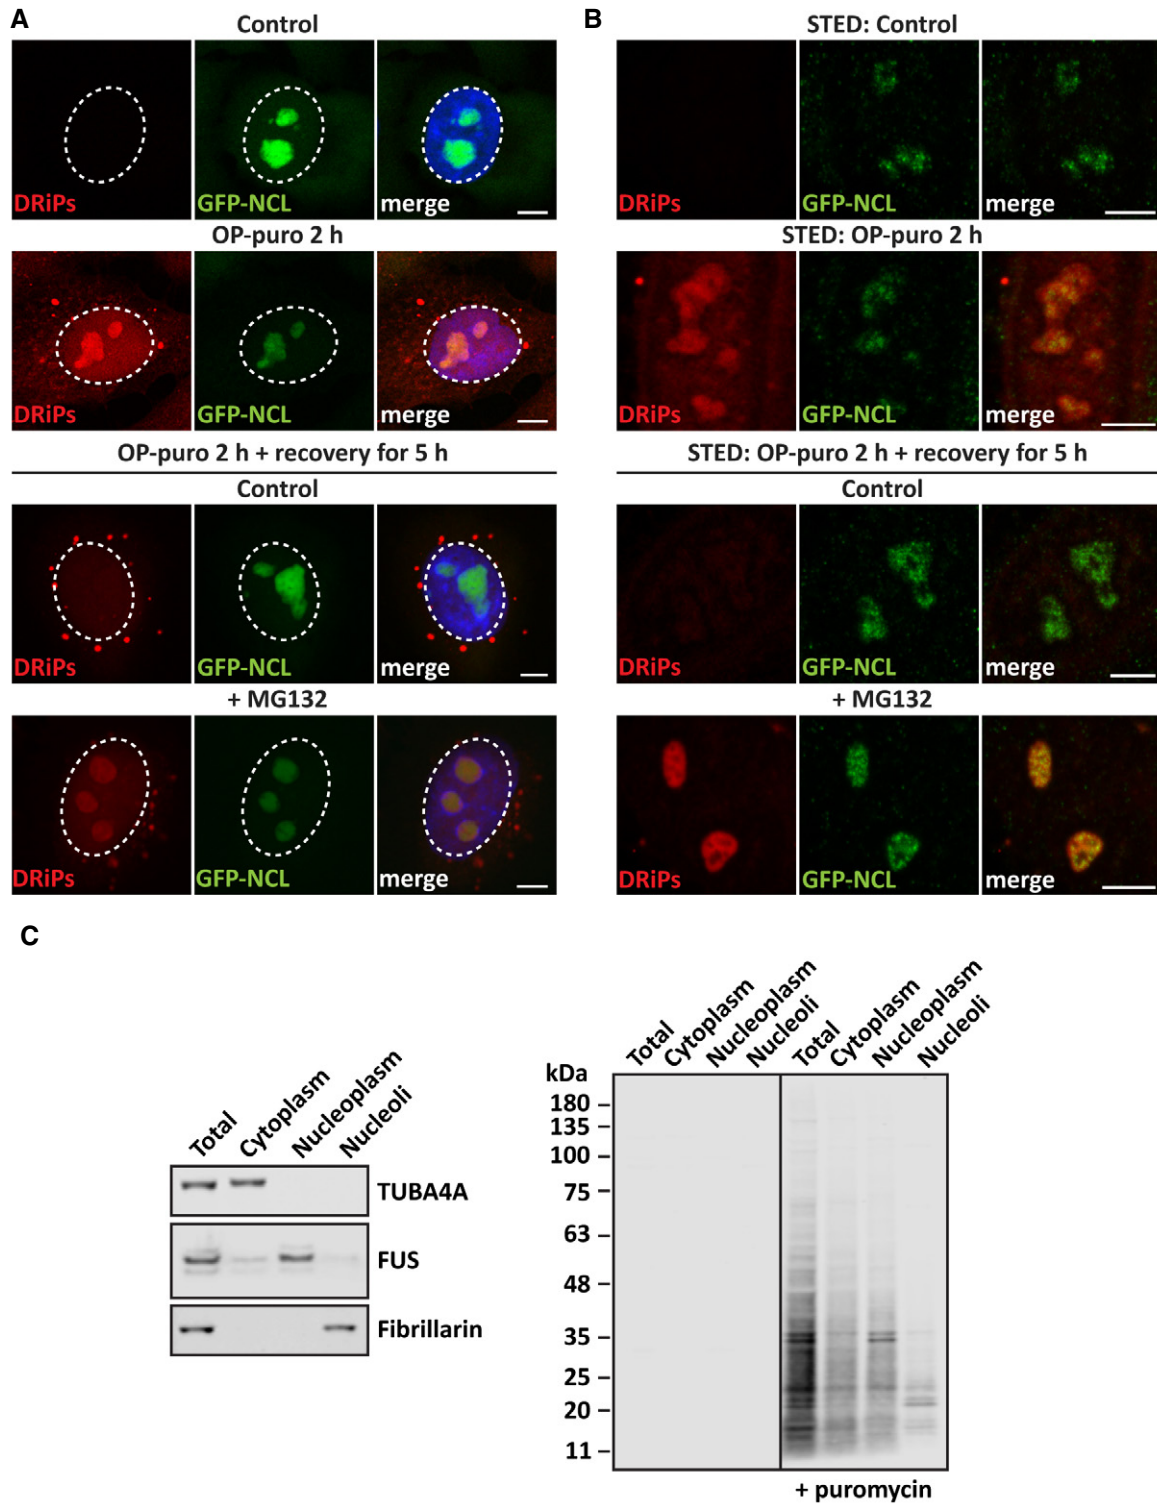 A
Control
DRiPs GFP-NCL merge
OP-puro 2 h
DRiPs GFP-NCL merge
OP-puro 2 h + recovery for 5 h
Control
DRiPs GFP-NCL merge
+ MG132
DRiPs GFP-NCL merge
B
STED: Control
DRiPs GFP-NCL merge
STED: OP-puro 2 h
DRiPs GFP-NCL merge
STED: OP-puro 2 h + recovery for 5 h
Control
DRiPs GFP-NCL merge
+ MG132
DRiPs GFP-NCL merge
C
Total Cytoplasm Nucleoplasm Nucleoli
TUBA4A
FUS
Fibrillarin
Total Cytoplasm Nucleoplasm Nucleoli Total Cytoplasm Nucleoplasm Nucleoli
kDa
180
135
100
75
63
48
35
25
20
11
+ puromycin